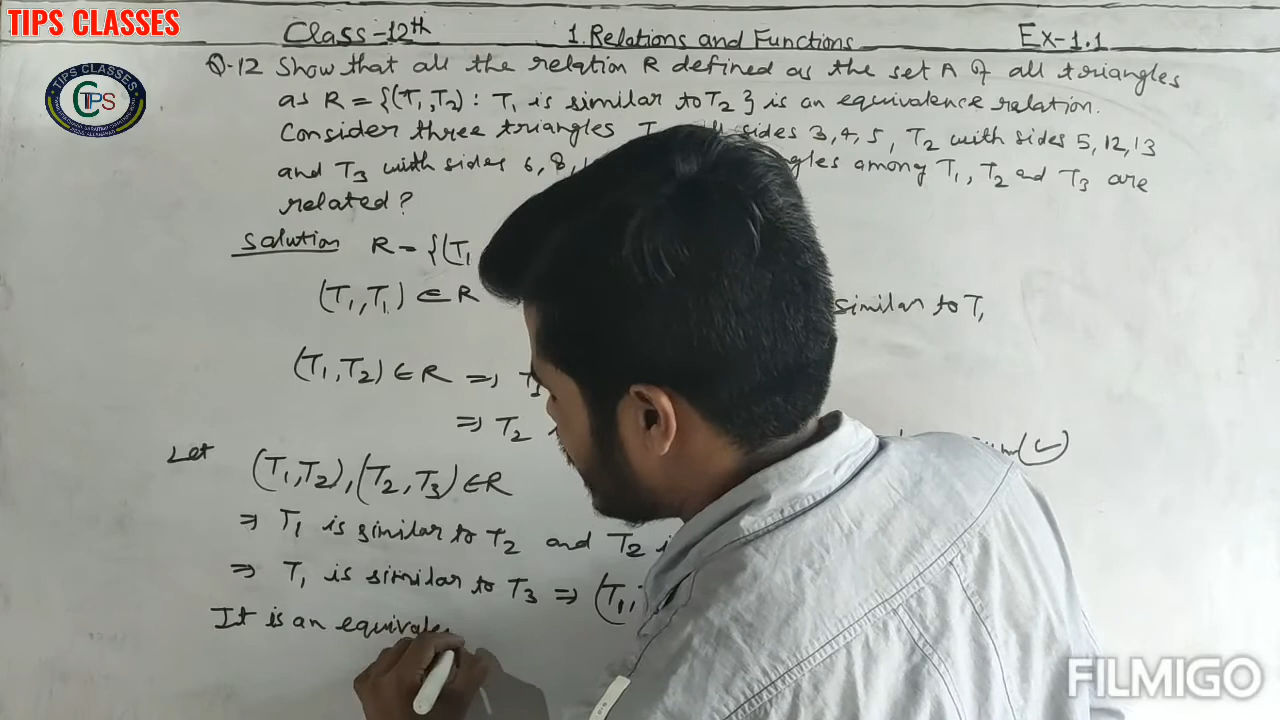 TIPS CLASSES
Class-12th 1. Relations and Functions Ex-1.1
TIPS CLASSES
TIPS
Q-12 Show that all the relation R defined as the set A of all triangles
as R = {(T₁,T₂) : T₁ is similar to T₂ } is an equivalence relation.
Consider three triangles sides 3,4,5, T₂ with sides 5,12,13
and T₃ with sides 6,8, among T₁, T₂ and T₃ are
related?
Solution R = {(T₁
(T₁,T₁) ∈ R similar to T₁
(T₁,T₂) ∈ R ⇒
⇒ T₂
Let (T₁,T₂),(T₂,T₃) ∈ R
⇒ T₁ is similar to T₂ and T₂
⇒ T₁ is similar to T₃ ⇒ (T₁,
It is an
FILMIGO